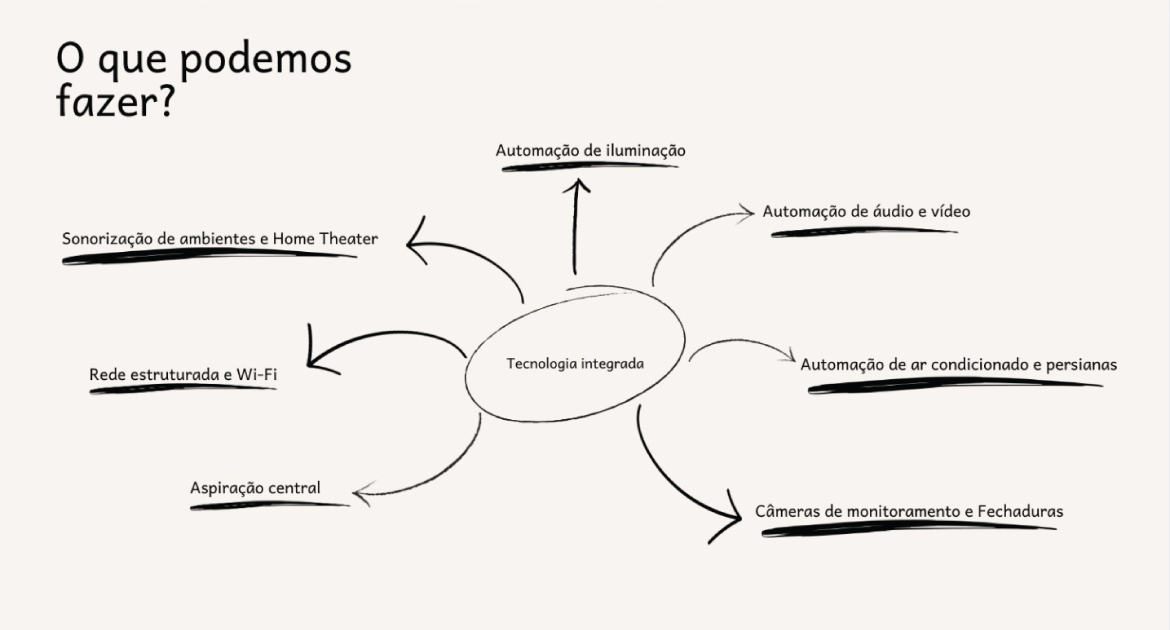 O que podemos
fazer?
Automação de iluminação
Automação de áudio e vídeo
Sonorização de ambientes e Home Theater
Tecnologia integrada
Automação de ar condicionado e persianas
Rede estruturada e Wi-Fi
Aspiração central
Câmeras de monitoramento e Fechaduras